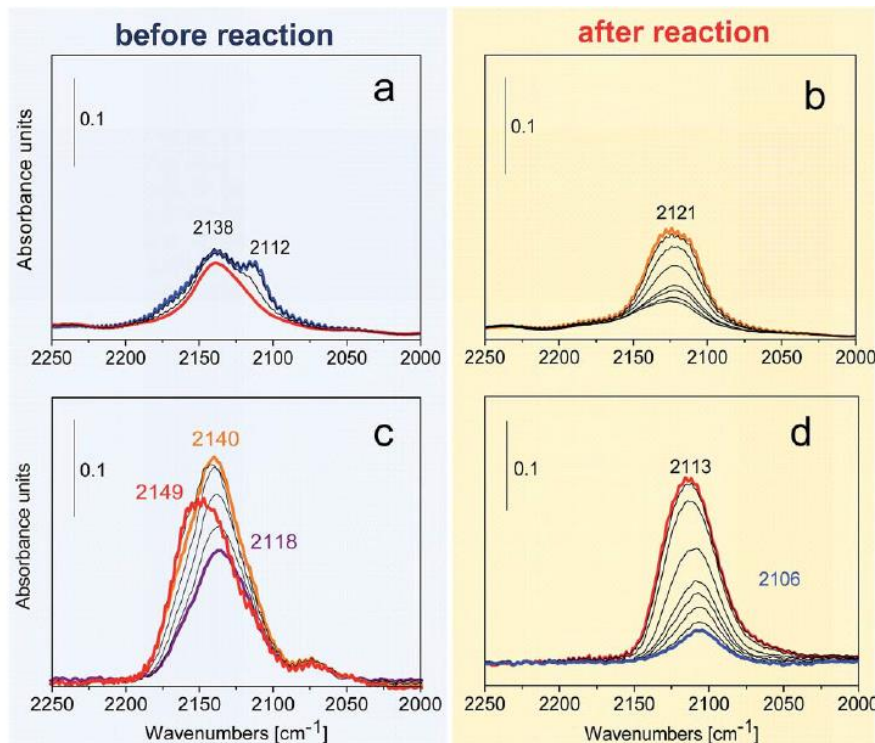 before reaction
after reaction
a
0.1
2138
2112
Absorbance units
2250 2200 2150 2100 2050 2000
b
0.1
2121
2250 2200 2150 2100 2050 2000
c
0.1
2140
2149
2118
Absorbance units
2250 2200 2150 2100 2050 2000
Wavenumbers [cm-1]
d
0.1
2113
2106
2250 2200 2150 2100 2050 2000
Wavenumbers [cm-1]